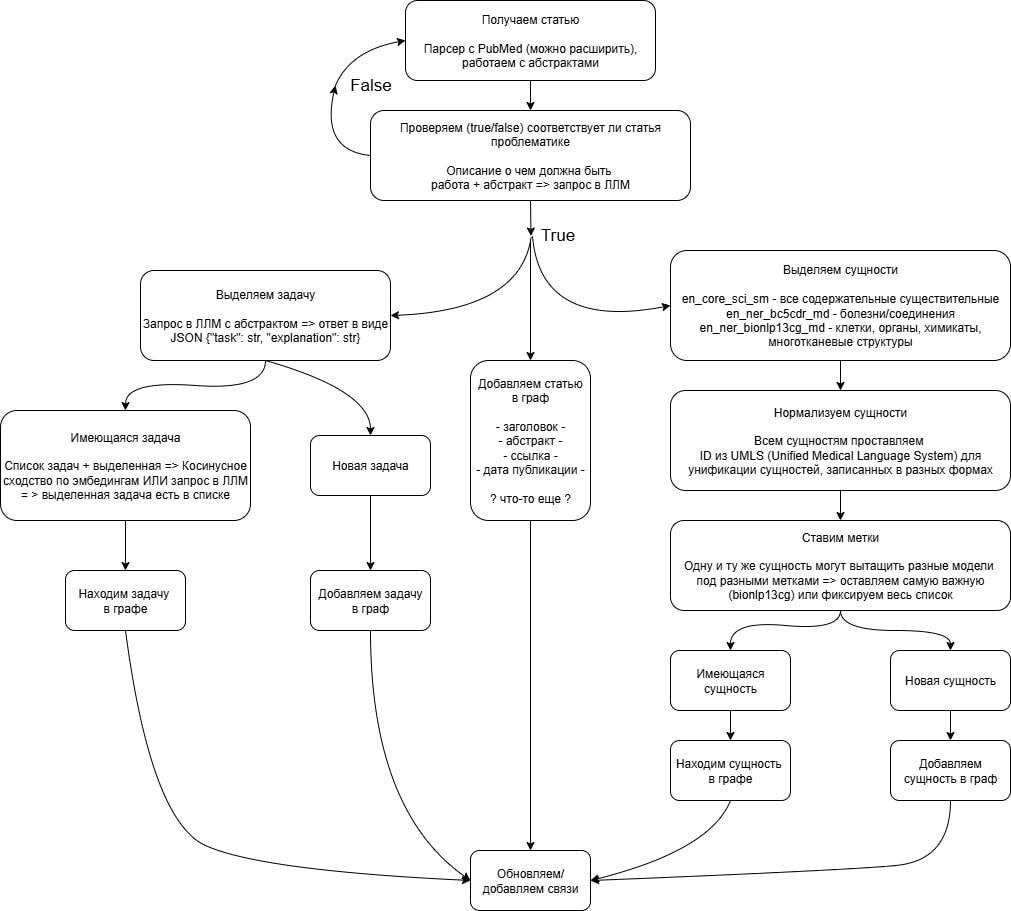 Получаем статью
Парсер с PubMed (можно расширить),
работаем с абстрактами
False
Проверяем (true/false) соответствует ли статья
проблематике
Описание о чем должна быть
работа + абстракт => запрос в ЛЛМ
True
Выделяем задачу
Запрос в ЛЛМ с абстрактом => ответ в виде
JSON {"task": str, "explanation": str}
Имеющаяся задача
Список задач + выделенная => Косинусное
сходство по эмбедингам ИЛИ запрос в ЛЛМ
= > выделенная задача есть в списке
Новая задача
Находим задачу
в графе
Добавляем задачу
в граф
Добавляем статью
в граф
- заголовок -
- абстракт -
- ссылка -
- дата публикации -
? что-то еще ?
Выделяем сущности
en_core_sci_sm - все содержательные существительные
en_ner_bc5cdr_md - болезни/соединения
en_ner_bionlp13cg_md - клетки, органы, химикаты,
многотканевые структуры
Нормализуем сущности
Всем сущностям проставляем
ID из UMLS (Unified Medical Language System) для
унификации сущностей, записанных в разных формах
Ставим метки
Одну и ту же сущность могут вытащить разные модели
под разными метками => оставляем самую важную
(bionlp13cg) или фиксируем весь список
Имеющаяся
сущность
Новая сущность
Находим сущность
в графе
Добавляем
сущность в граф
Обновляем/
добавляем связи